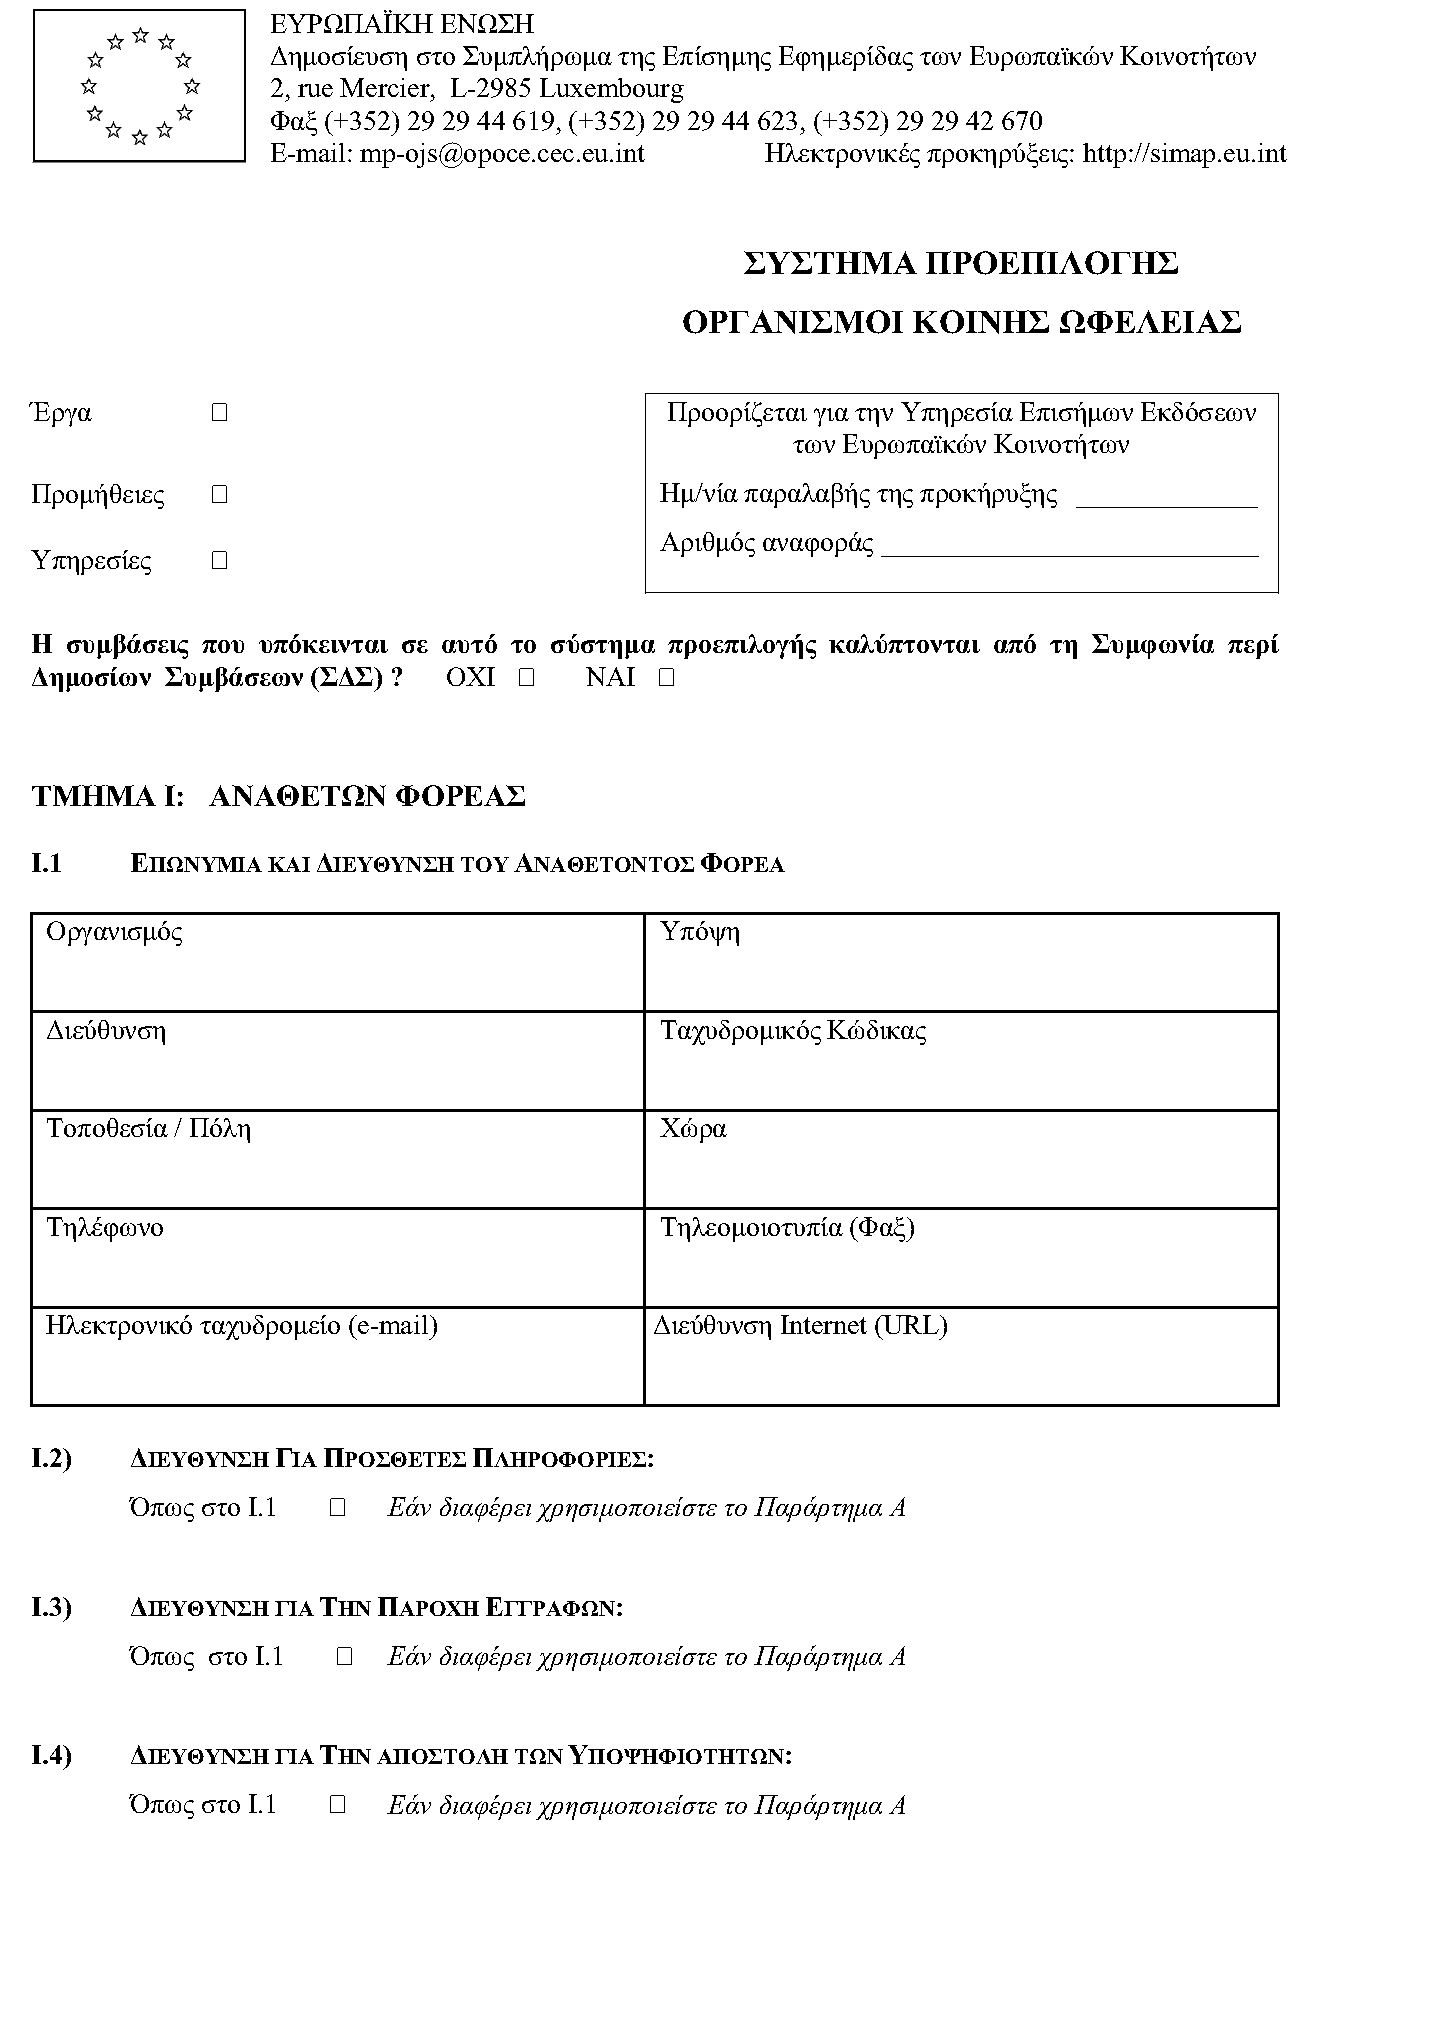 ΕΥΡΩΠΑΪΚΗ ΕΝΩΣΗ
Δημοσίευση στο Συμπλήρωμα της Επίσημης Εφημερίδας των Ευρωπαϊκών Κοινοτήτων
2, rue Mercier, L-2985 Luxembourg
Φαξ (+352) 29 29 44 619, (+352) 29 29 44 623, (+352) 29 29 42 670
E-mail: mp-ojs@opoce.cec.eu.int Ηλεκτρονικές προκηρύξεις: http://simap.eu.int
ΣΥΣΤΗΜΑ ΠΡΟΕΠΙΛΟΓΗΣ
ΟΡΓΑΝΙΣΜΟΙ ΚΟΙΝΗΣ ΩΦΕΛΕΙΑΣ
Έργα □
Προμήθειες □
Υπηρεσίες □
Προορίζεται για την Υπηρεσία Επισήμων Εκδόσεων
των Ευρωπαϊκών Κοινοτήτων
Ημ/νία παραλαβής της προκήρυξης _____________
Αριθμός αναφοράς ___________________________
Η συμβάσεις που υπόκεινται σε αυτό το σύστημα προεπιλογής καλύπτονται από τη Συμφωνία περί
Δημοσίων Συμβάσεων (ΣΔΣ) ? ΟΧΙ □ ΝΑΙ □
ΤΜΗΜΑ Ι: ΑΝΑΘΕΤΩΝ ΦΟΡΕΑΣ
Ι.1 ΕΠΩΝΥΜΙΑ ΚΑΙ ΔΙΕΥΘΥΝΣΗ ΤΟΥ ΑΝΑΘΕΤΟΝΤΟΣ ΦΟΡΕΑ
Οργανισμός Υπόψη
Διεύθυνση Ταχυδρομικός Κώδικας
Τοποθεσία / Πόλη Χώρα
Τηλέφωνο Τηλεομοιοτυπία (Φαξ)
Ηλεκτρονικό ταχυδρομείο (e-mail) Διεύθυνση Internet (URL)
Ι.2) ΔΙΕΥΘΥΝΣΗ ΓΙΑ ΠΡΟΣΘΕΤΕΣ ΠΛΗΡΟΦΟΡΙΕΣ:
Όπως στο Ι.1 □ Εάν διαφέρει χρησιμοποιείστε το Παράρτημα Α
Ι.3) ΔΙΕΥΘΥΝΣΗ ΓΙΑ ΤΗΝ ΠΑΡΟΧΗ ΕΓΓΡΑΦΩΝ:
Όπως στο Ι.1 □ Εάν διαφέρει χρησιμοποιείστε το Παράρτημα Α
Ι.4) ΔΙΕΥΘΥΝΣΗ ΓΙΑ ΤΗΝ ΑΠΟΣΤΟΛΗ ΤΩΝ ΥΠΟΨΗΦΙΟΤΗΤΩΝ:
Όπως στο Ι.1 □ Εάν διαφέρει χρησιμοποιείστε το Παράρτημα Α